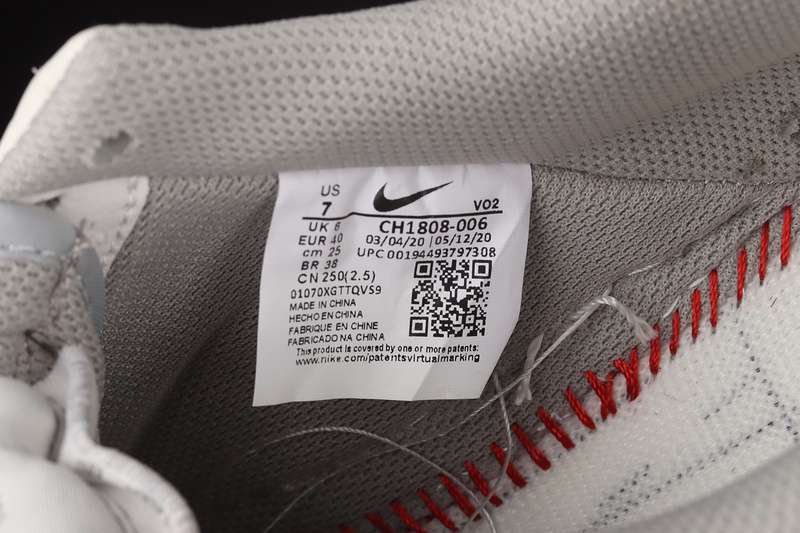 US
7
VO2
UK 6
CH1808-006
EUR 40
03/04/20 | 05/12/20
cm 25
UPC 00194493797308
BR 38
CN 250(2.5)
01070XGTTQVS9
MADE IN CHINA
HECHO EN CHINA
FABRIQUE EN CHINE
FABRICADO NA CHINA
This product is covered by one or more patents:
www.nike.com/patentsvirtualmarking